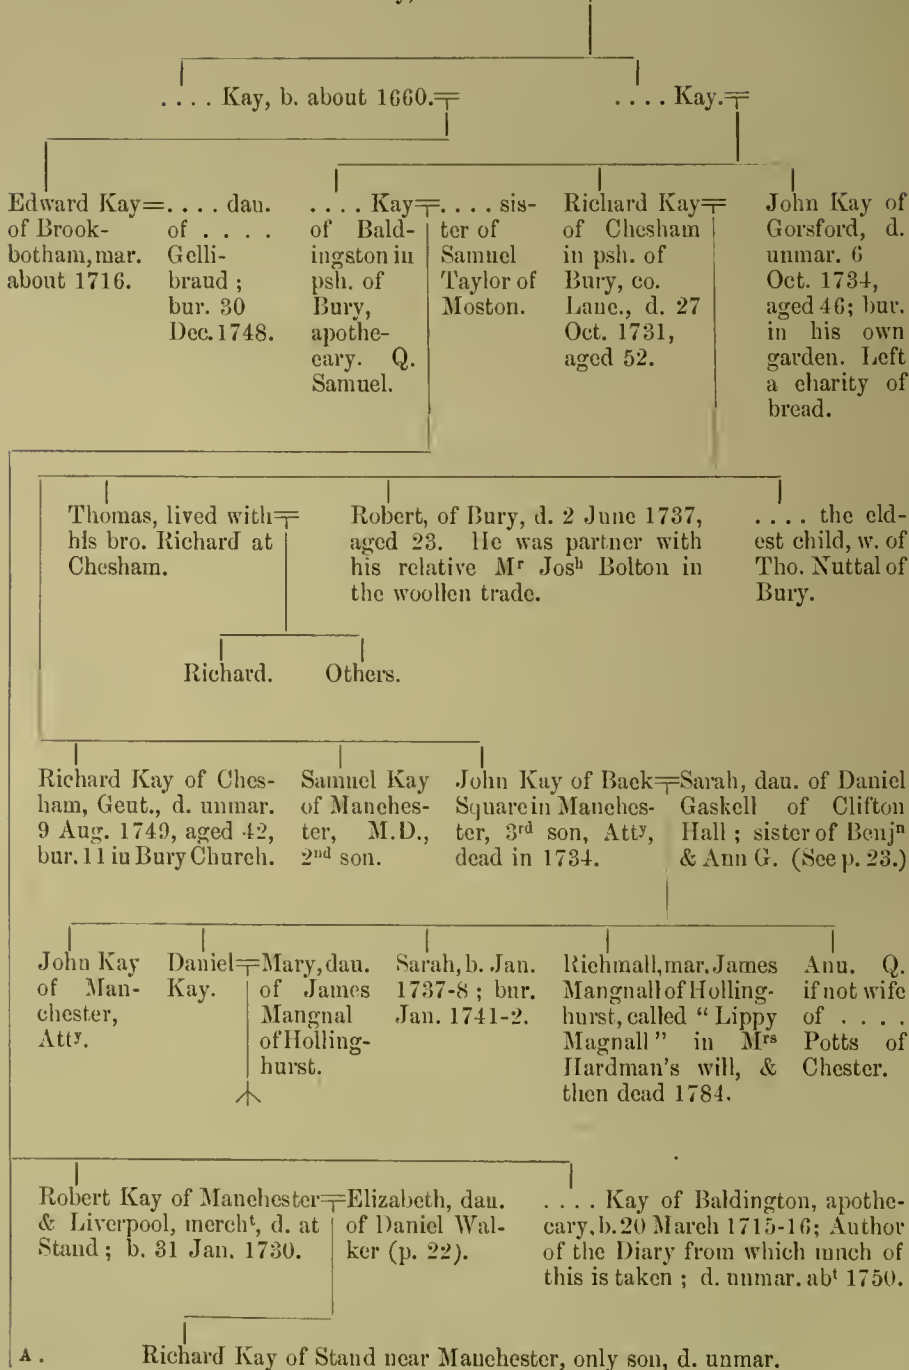 .... Kay, b. about 1660.
.... Kay.
Edward Kay=
of Brook-
botham, mar.
about 1716.
.... dau.
of ....
Gelli-
braud ;
bur. 30
Dec. 1748.
.... Kay
of Bald-
ingston in
psh. of
Bury,
apothe-
cary. Q.
Samuel.
.... sis-
ter of
Samuel
Taylor of
Moston.
Richard Kay
of Chesham
in psh. of
Bury, co.
Lanc., d. 27
Oct. 1731,
aged 52.
John Kay of
Gorsford, d.
unmar. 6
Oct. 1734,
aged 46; bur.
in his own
garden. Left
a charity of
bread.
Thomas, lived with
his bro. Richard at
Chesham.
Robert, of Bury, d. 2 June 1737,
aged 23. He was partner with
his relative Mʳ Josʰ Bolton in
the woollen trade.
.... the eld-
est child, w. of
Tho. Nuttal of
Bury.
Richard.
Others.
Richard Kay of Ches-
ham, Gent., d. unmar.
9 Aug. 1749, aged 42,
bur. 11 in Bury Church.
Samuel Kay
of Manches-
ter, M.D.,
2ⁿᵈ son.
John Kay of Back
Square in Manches-
ter, 3ʳᵈ son, Attʸ,
dead in 1734.
Sarah, dau. of Daniel
Gaskell of Clifton
Hall ; sister of Benjⁿ
& Ann G. (See p. 23.)
John Kay
of Man-
chester,
Attʸ.
Daniel
Kay.
Mary, dau.
of James
Mangnal
of Holling-
hurst.
Sarah, b. Jan.
1737-8 ; bur.
Jan. 1741-2.
Richmall, mar. James
Mangnall of Holling-
hurst, called “ Lippy
Magnall ” in Mʳˢ
Hardman's will, &
then dead 1784.
Ann. Q.
if not wife
of ....
Potts of
Chester.
Robert Kay of Manchester
& Liverpool, mercht, d. at
Stand ; b. 31 Jan. 1730.
Elizabeth, dau.
of Daniel Wal-
ker (p. 22).
.... Kay of Baldington, apothe-
cary, b. 20 March 1715-16; Author
of the Diary from which much of
this is taken ; d. unmar. abᵗ 1750.
A .
Richard Kay of Stand near Manchester, only son, d. unmar.